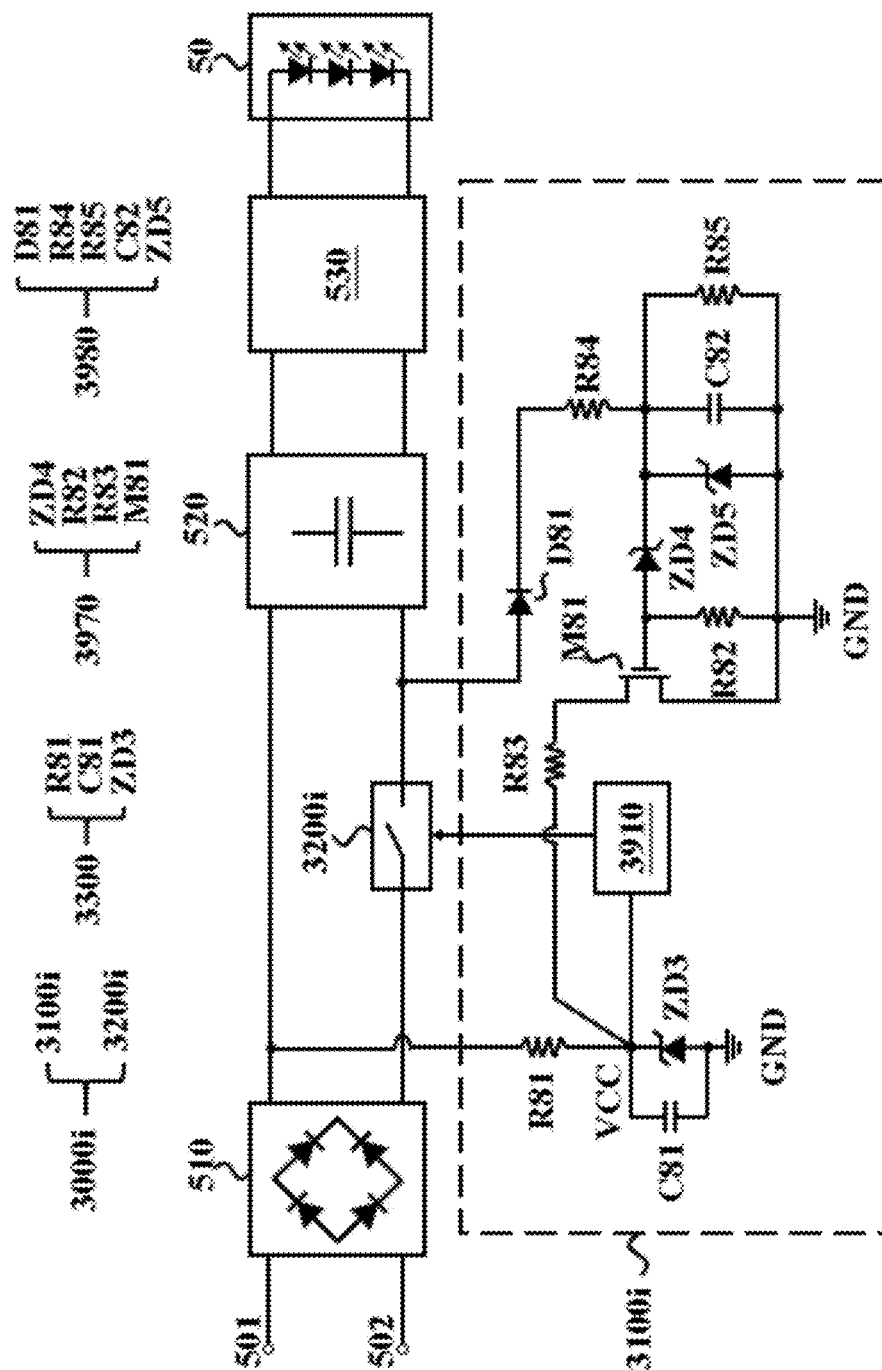 3000i
3100i
3200i
3300
R81
C81
ZD3
3970
ZD4
R82
R83
M81
3980
D81
R84
R85
C82
ZD5
501
502
510
3200i
520
530
50
3100i
R81
VCC
C81
ZD3
GND
3910
R83
M81
D81
R84
ZD4
R82
ZD5
C82
R85
GND